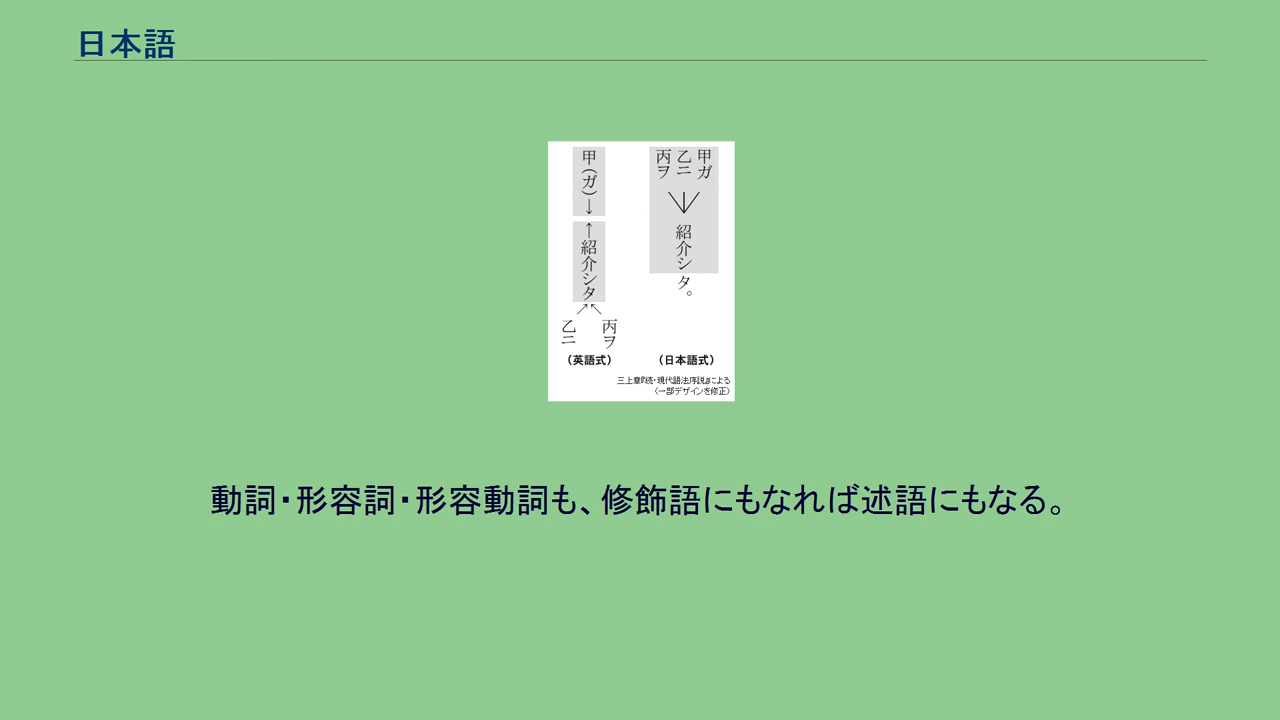 日本語
甲ガ
乙ニ
丙ヲ
紹介シタ。
(日本語式)
甲(ガ)↓
↑紹介シタ
乙ニ
丙ヲ
(英語式)
三上章『続・現代語法序説』による
〈一部デザインを修正〉
動詞・形容詞・形容動詞も、修飾語にもなれば述語にもなる。